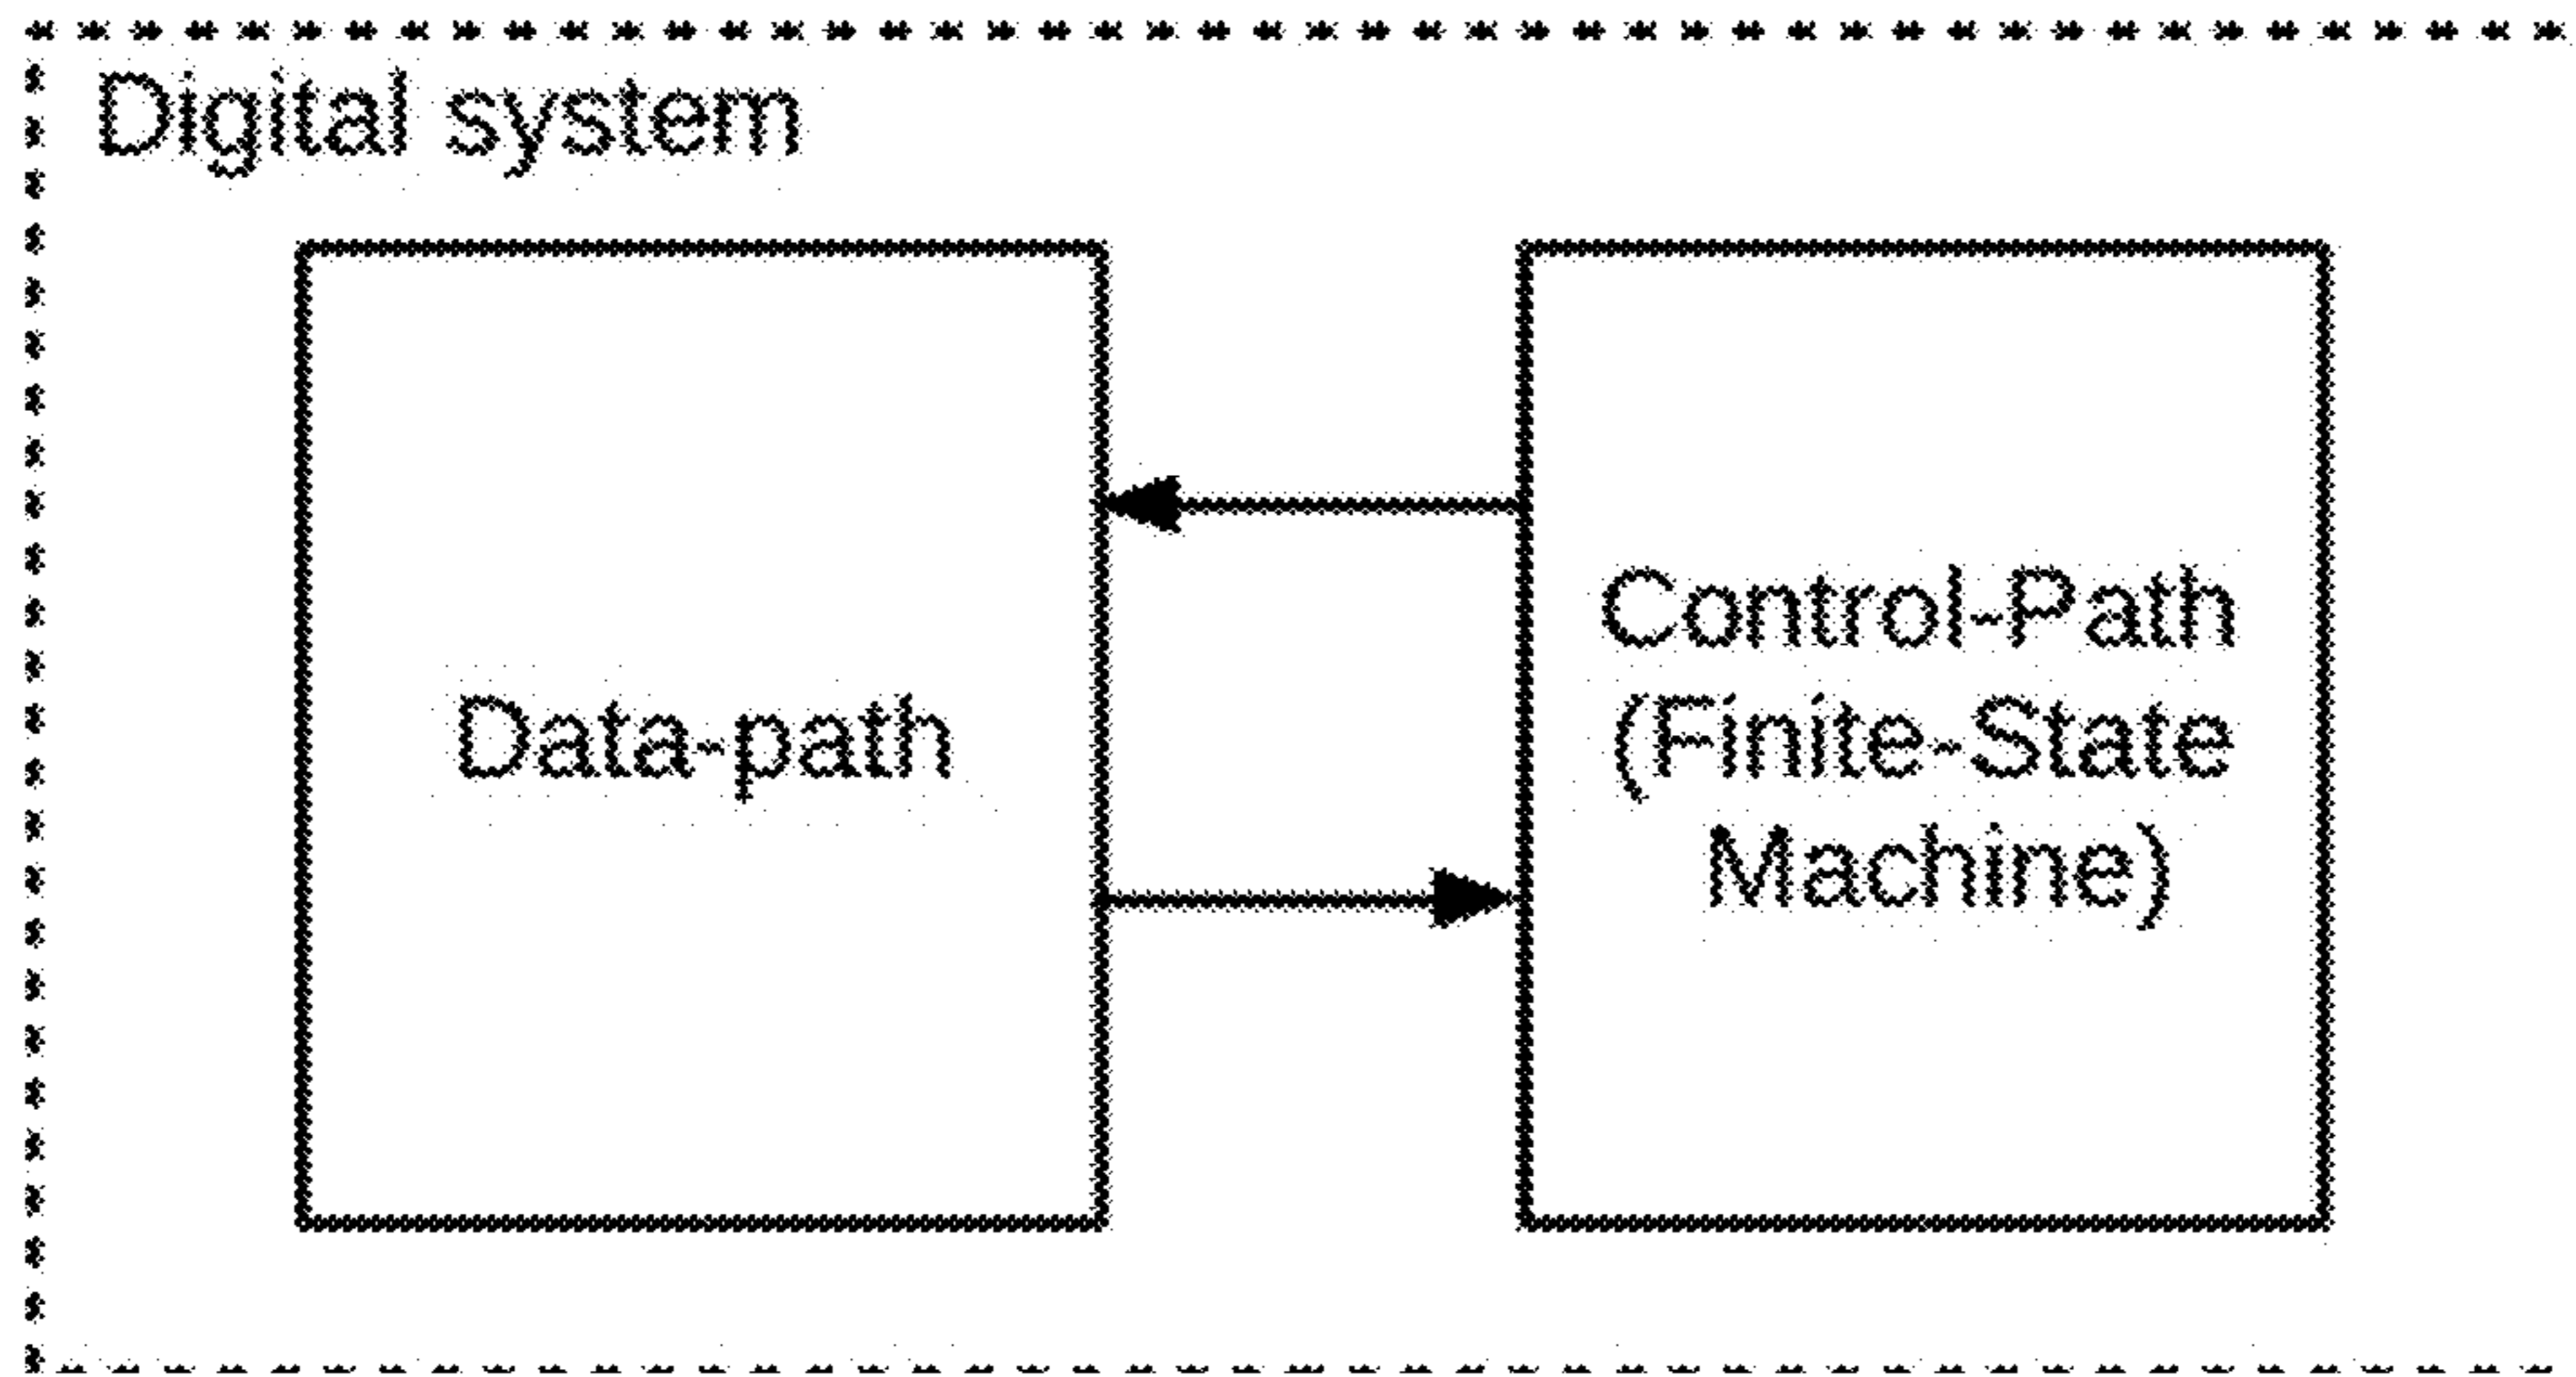 Digital system
Data-path
Control-Path
(Finite-State
Machine)